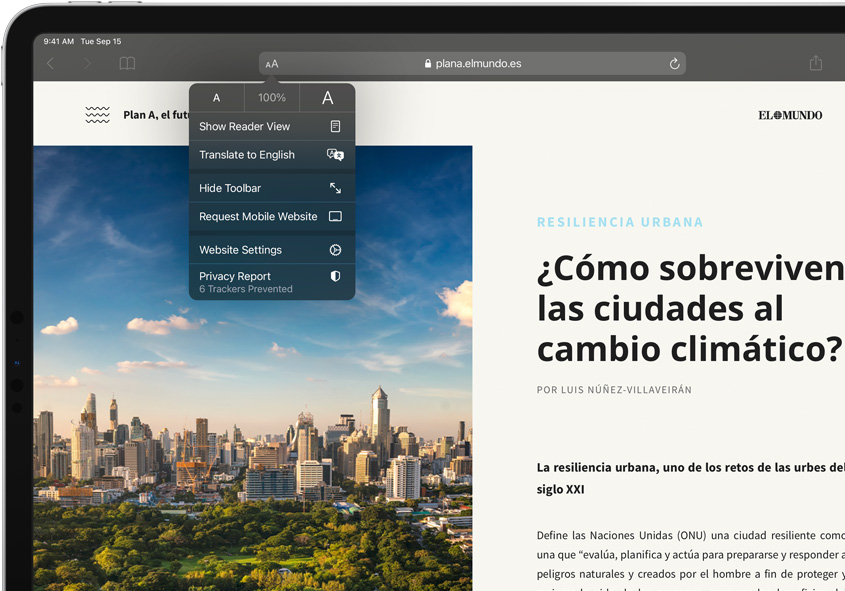 9:41 AM Tue Sep 15
AA
plana.elmundo.es
A 100% A
Show Reader View
Translate to English
Hide Toolbar
Request Mobile Website
Website Settings
Privacy Report
6 Trackers Prevented
Plan A, el
EL MUNDO
RESILIENCIA URBANA
¿Cómo sobreviven
las ciudades al
cambio climático?
POR LUIS NÚÑEZ-VILLAVEIRÁN
La resiliencia urbana, uno de los retos de las urbes del
siglo XXI
Define las Naciones Unidas (ONU) una ciudad resiliente como
una que “evalúa, planifica y actúa para prepararse y responder a
peligros naturales y creados por el hombre a fin de proteger y